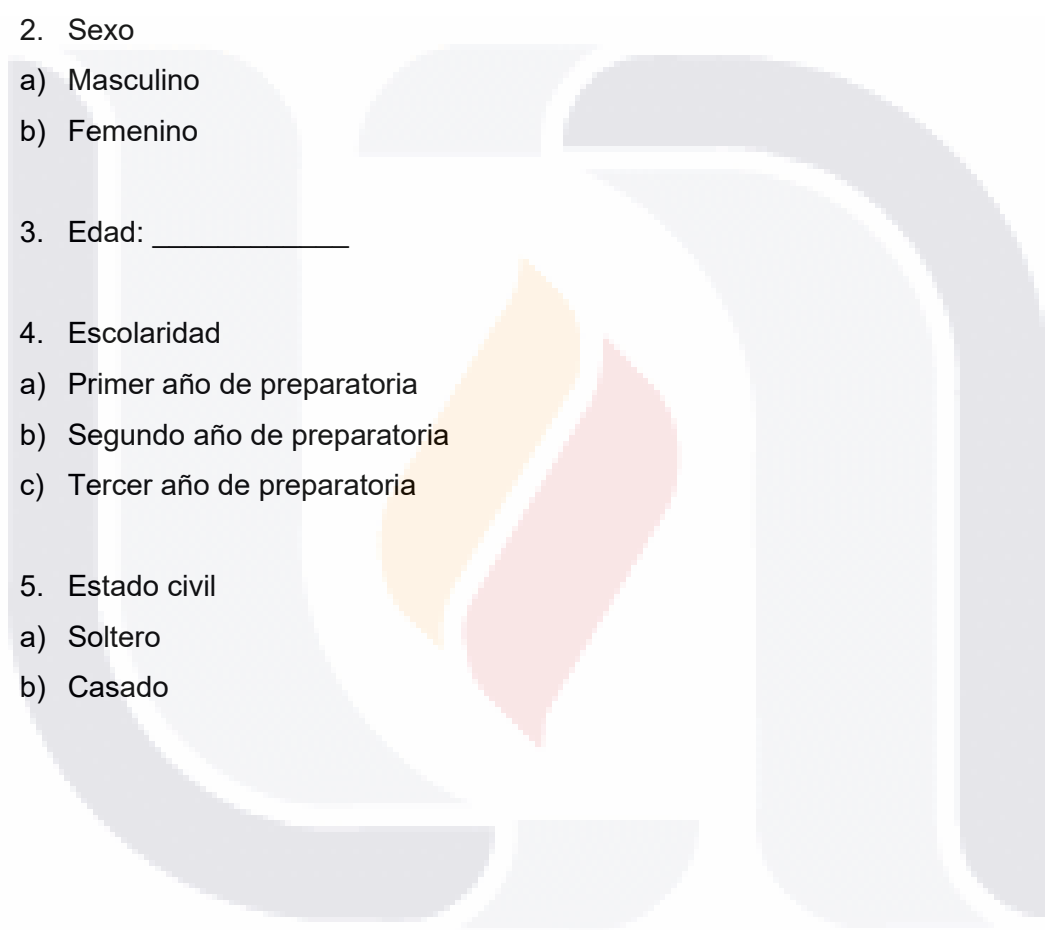 2. Sexo
a) Masculino
b) Femenino
3. Edad: ____________
4. Escolaridad
a) Primer año de preparatoria
b) Segundo año de preparatoria
c) Tercer año de preparatoria
5. Estado civil
a) Soltero
b) Casado